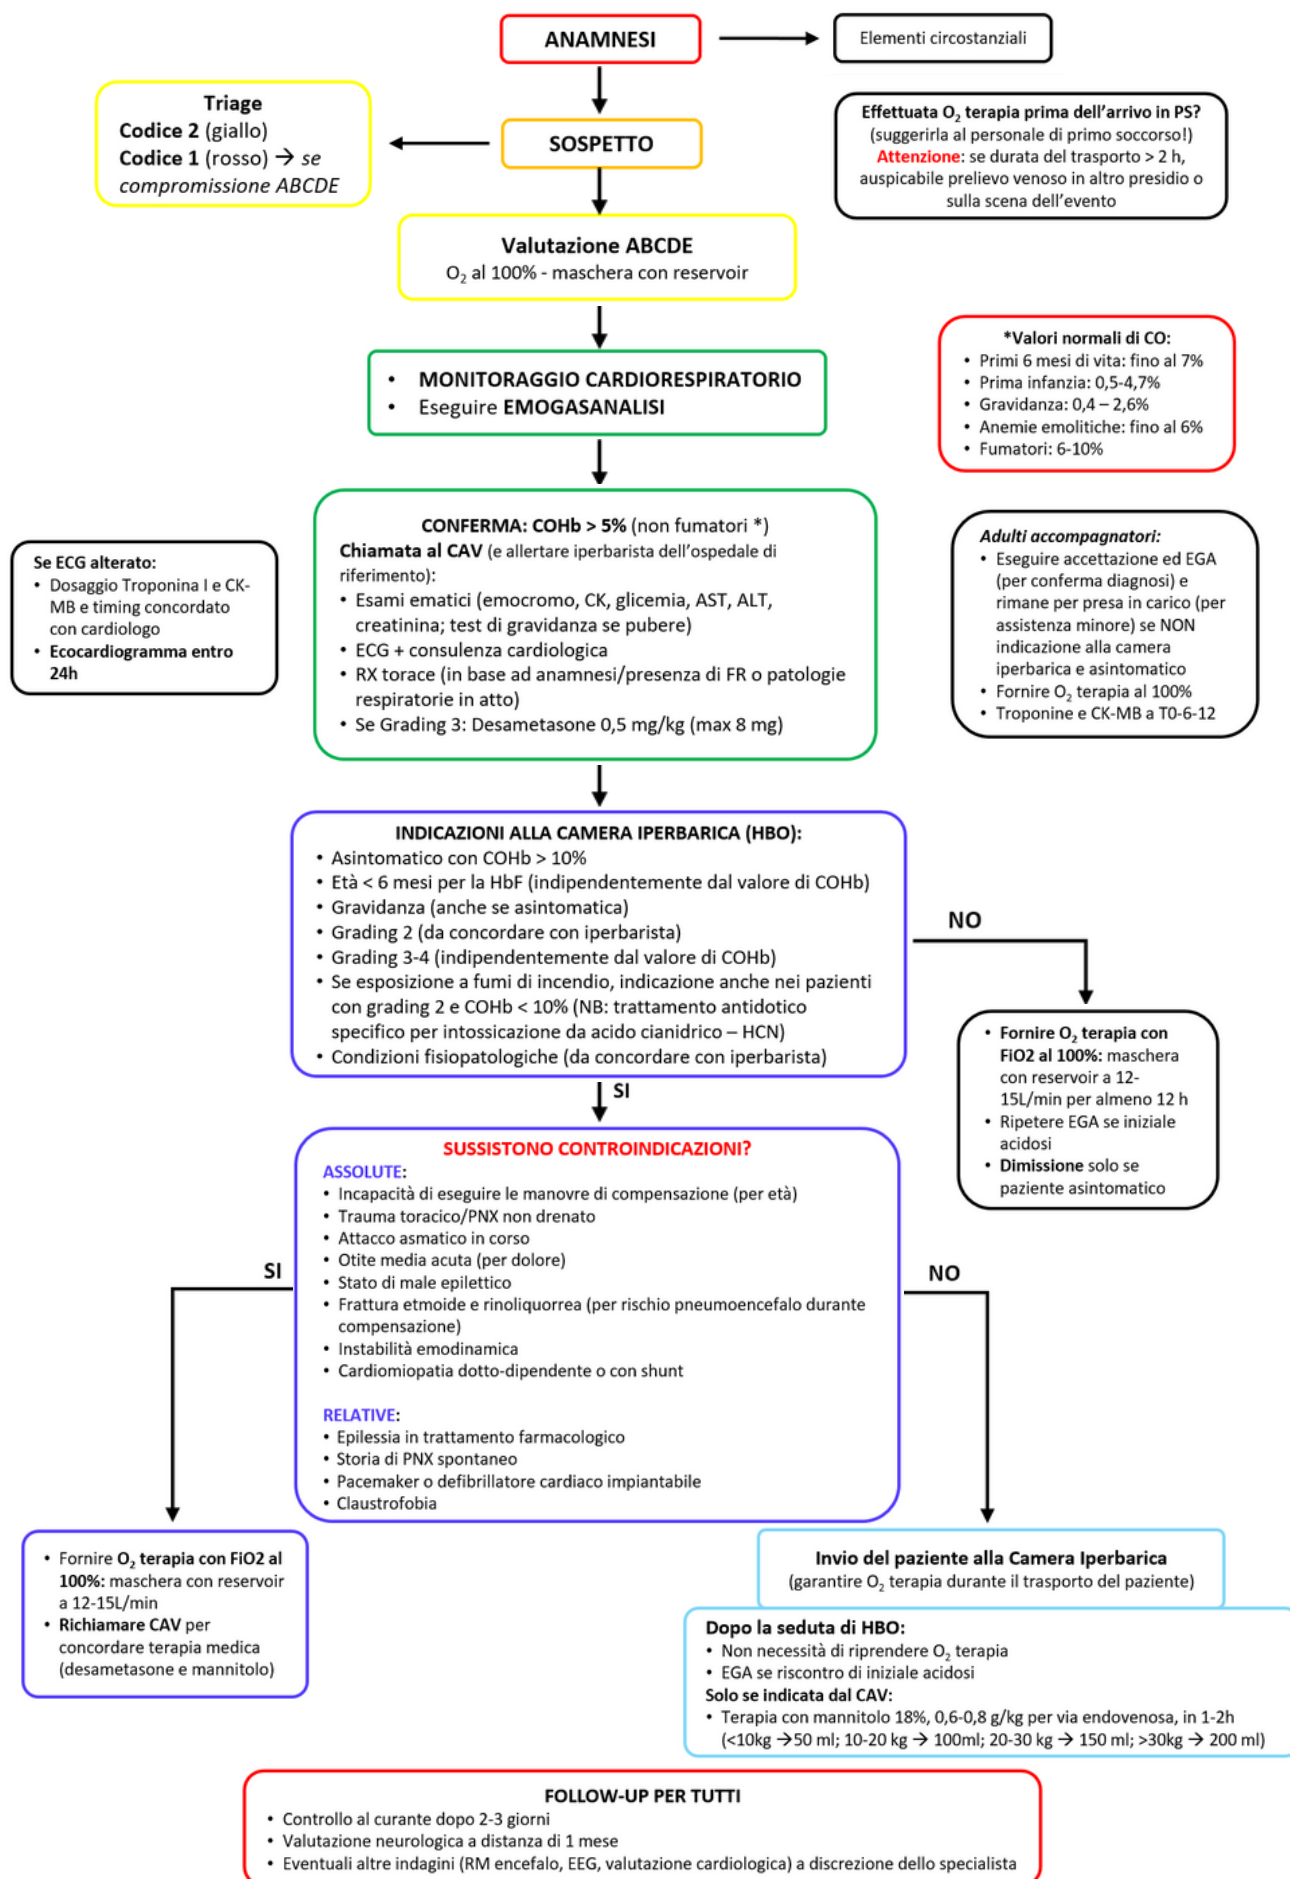 ANAMNESI
Elementi circostanziali
Triage
Codice 2 (giallo)
Codice 1 (rosso) → se
compromissione ABCDE
SOSPETTO
Effettuata O₂ terapia prima dell'arrivo in PS?
(suggerirla al personale di primo soccorso!)
Attenzione: se durata del trasporto > 2 h,
auspicabile prelievo venoso in altro presidio o
sulla scena dell'evento
Valutazione ABCDE
O₂ al 100% - maschera con reservoir
• MONITORAGGIO CARDIORESPIRATORIO
• Eseguire EMOGASANALISI
*Valori normali di CO:
• Primi 6 mesi di vita: fino al 7%
• Prima infanzia: 0,5-4,7%
• Gravidanza: 0,4 – 2,6%
• Anemie emolitiche: fino al 6%
• Fumatori: 6-10%
CONFERMA: COHb > 5% (non fumatori *)
Chiamata al CAV (e allertare iperbarista dell'ospedale di
riferimento):
• Esami ematici (emocromo, CK, glicemia, AST, ALT,
creatinina; test di gravidanza se pubere)
• ECG + consulenza cardiologica
• RX torace (in base ad anamnesi/presenza di FR o patologie
respiratorie in atto)
• Se Grading 3: Desametasone 0,5 mg/kg (max 8 mg)
Se ECG alterato:
• Dosaggio Troponina I e CK-
MB e timing concordato
con cardiologo
• Ecocardiogramma entro
24h
Adulti accompagnatori:
• Eseguire accettazione ed EGA
(per conferma diagnosi) e
rimane per presa in carico (per
assistenza minore) se NON
indicazione alla camera
iperbarica e asintomatico
• Fornire O₂ terapia al 100%
• Troponine e CK-MB a T0-6-12
INDICAZIONI ALLA CAMERA IPERBARICA (HBO):
• Asintomatico con COHb > 10%
• Età < 6 mesi per la HbF (indipendentemente dal valore di COHb)
• Gravidanza (anche se asintomatica)
• Grading 2 (da concordare con iperbarista)
• Grading 3-4 (indipendentemente dal valore di COHb)
• Se esposizione a fumi di incendio, indicazione anche nei pazienti
con grading 2 e COHb < 10% (NB: trattamento antidotico
specifico per intossicazione da acido cianidrico – HCN)
• Condizioni fisiopatologiche (da concordare con iperbarista)
NO
• Fornire O₂ terapia con
FiO2 al 100%: maschera
con reservoir a 12-
15L/min per almeno 12 h
• Ripetere EGA se iniziale
acidosi
• Dimissione solo se
paziente asintomatico
SI
SUSSISTONO CONTROINDICAZIONI?
ASSOLUTE:
• Incapacità di eseguire le manovre di compensazione (per età)
• Trauma toracico/PNX non drenato
• Attacco asmatico in corso
• Otite media acuta (per dolore)
• Stato di male epilettico
• Frattura etmoide e rinoliquorrea (per rischio pneumoencefalo durante
compensazione)
• Instabilità emodinamica
• Cardiomiopatia dotto-dipendente o con shunt
RELATIVE:
• Epilessia in trattamento farmacologico
• Storia di PNX spontaneo
• Pacemaker o defibrillatore cardiaco impiantabile
• Claustrofobia
SI
NO
• Fornire O₂ terapia con FiO2 al
100%: maschera con reservoir
a 12-15L/min
• Richiamare CAV per
concordare terapia medica
(desametasone e mannitolo)
Invio del paziente alla Camera Iperbarica
(garantire O₂ terapia durante il trasporto del paziente)
Dopo la seduta di HBO:
• Non necessità di riprendere O₂ terapia
• EGA se riscontro di iniziale acidosi
Solo se indicata dal CAV:
• Terapia con mannitolo 18%, 0,6-0,8 g/kg per via endovenosa, in 1-2h
(<10kg →50 ml; 10-20 kg → 100ml; 20-30 kg → 150 ml; >30kg → 200 ml)
FOLLOW-UP PER TUTTI
• Controllo al curante dopo 2-3 giorni
• Valutazione neurologica a distanza di 1 mese
• Eventuali altre indagini (RM encefalo, EEG, valutazione cardiologica) a discrezione dello specialista